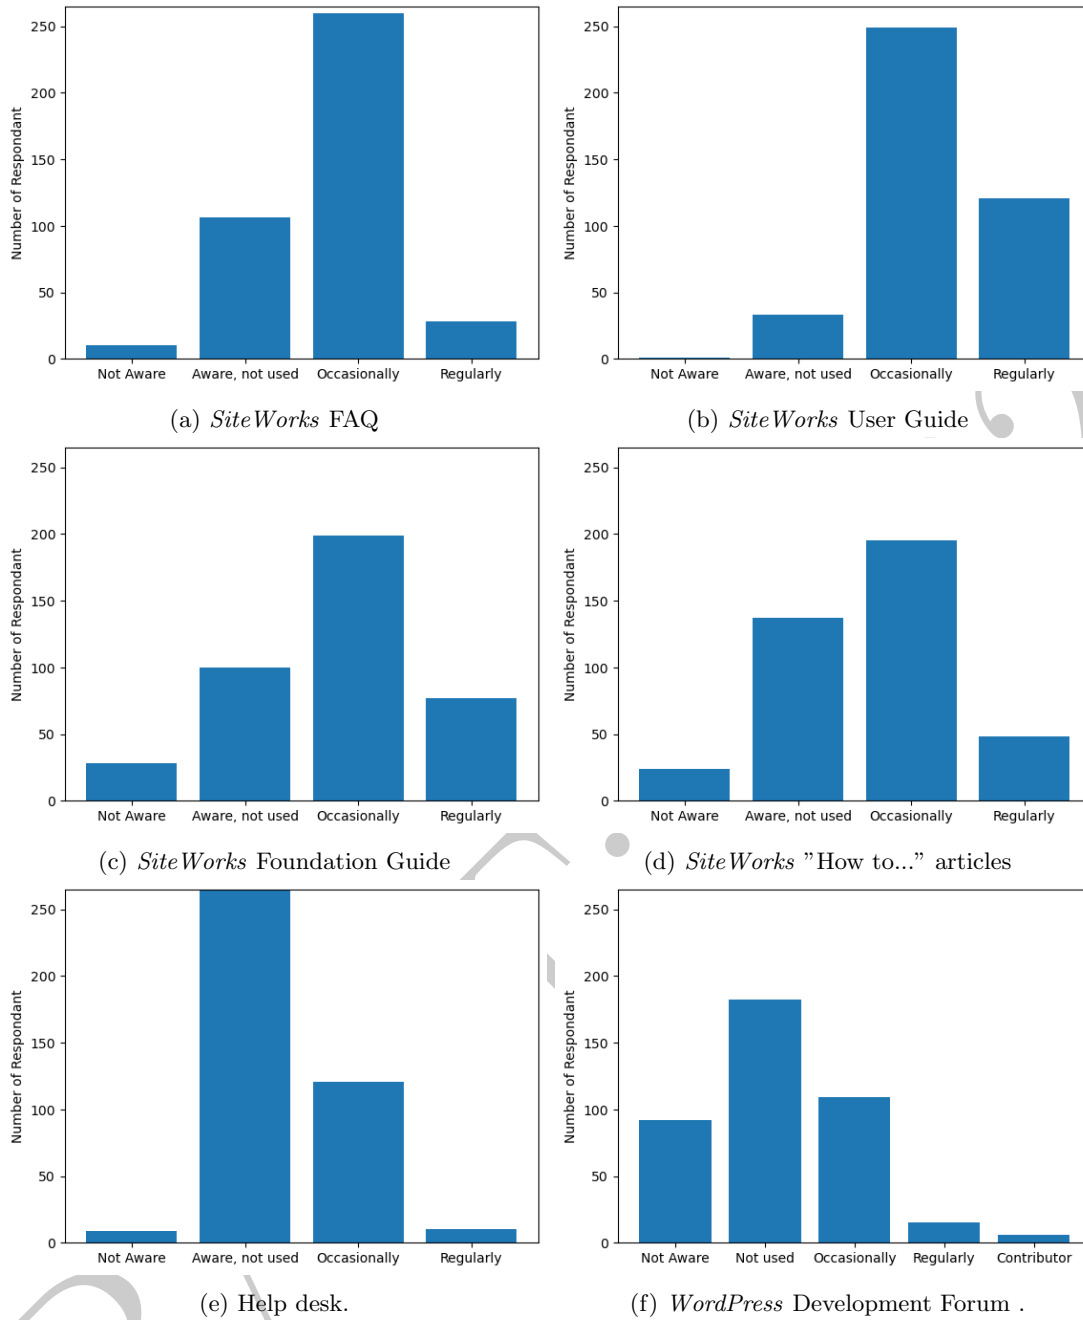 250
200
150
100
50
0
Number of Respondant
Not Aware Aware, not used Occasionally Regularly
(a) SiteWorks FAQ
250
200
150
100
50
0
Number of Respondant
Not Aware Aware, not used Occasionally Regularly
(b) SiteWorks User Guide
250
200
150
100
50
0
Number of Respondant
Not Aware Aware, not used Occasionally Regularly
(c) SiteWorks Foundation Guide
250
200
150
100
50
0
Number of Respondant
Not Aware Aware, not used Occasionally Regularly
(d) SiteWorks ”How to...” articles
250
200
150
100
50
0
Number of Respondant
Not Aware Aware, not used Occasionally Regularly
(e) Help desk.
250
200
150
100
50
0
Number of Respondant
Not Aware Not used Occasionally Regularly Contributor
(f) WordPress Development Forum .